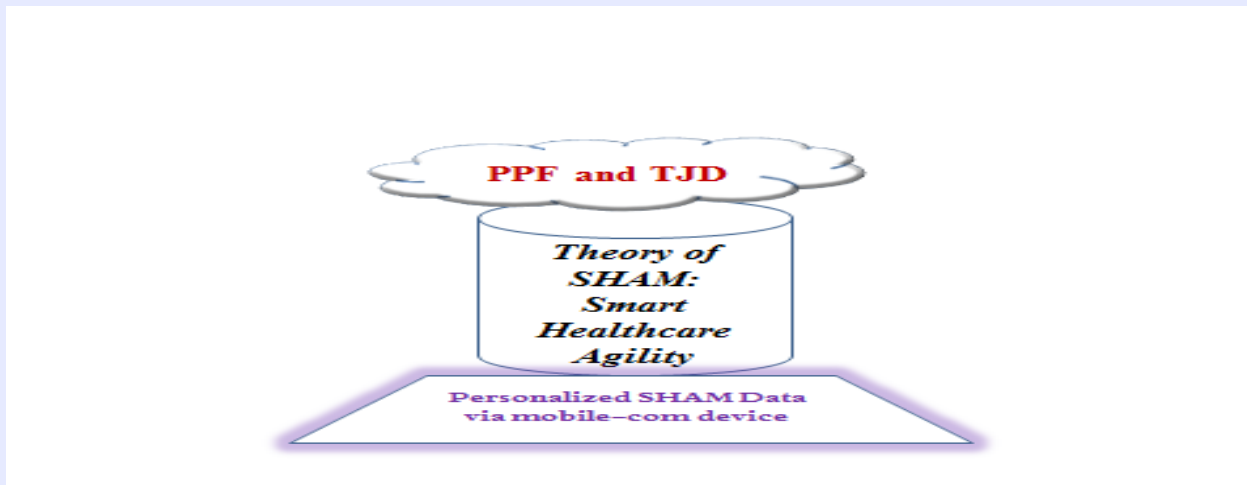 PPF and TJD
Theory of
SHAM:
Smart
Healthcare
Agility
Personalized SHAM Data
via mobile-com device